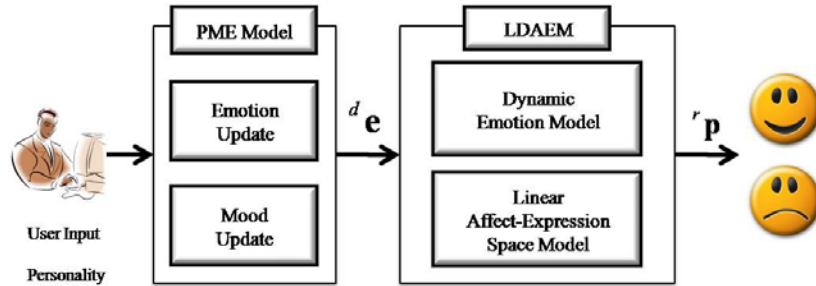 PME Model
LDAEM
Emotion
Update
Dynamic
Emotion Model
d e
r p
Mood
Update
Linear
Affect-Expression
Space Model
User Input
Personality